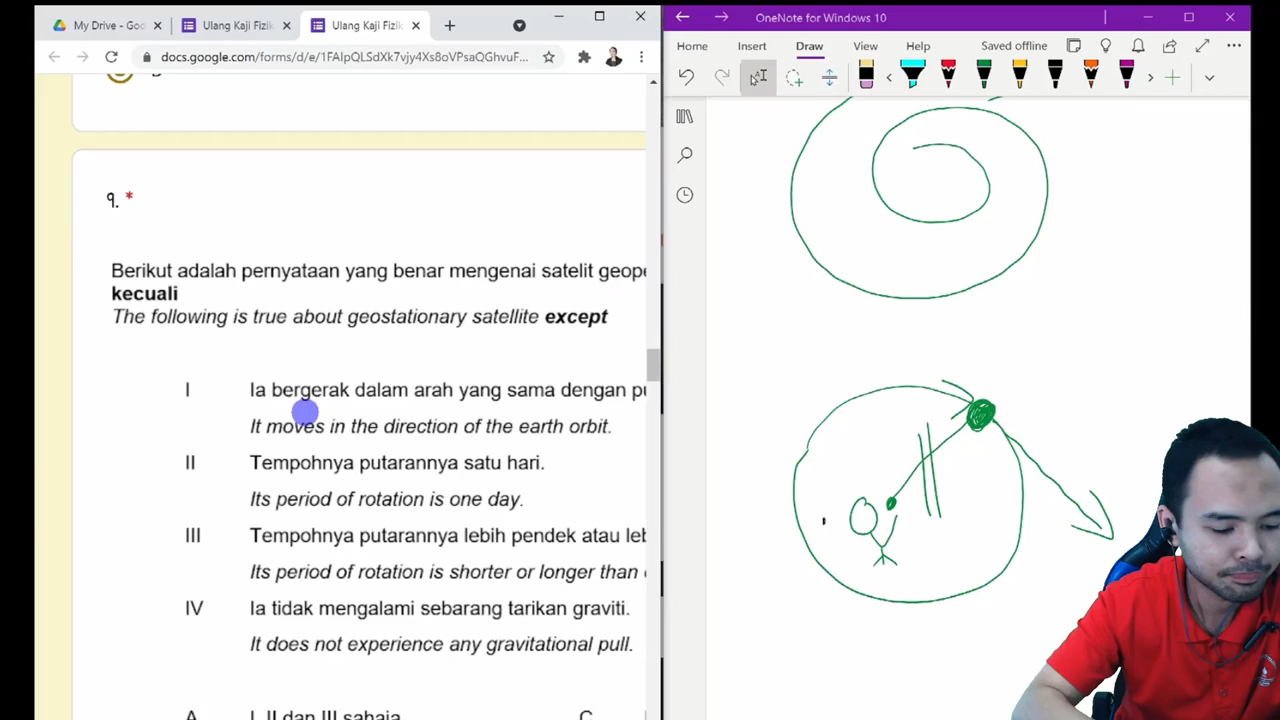 My Drive - Goo
Ulang Kaji Fizik
Ulang Kaji Fizik
docs.google.com/forms/d/e/1FAIpQLSdXk7vjy4Xs8oVPsaQGhvuF...
9. *
Berikut adalah pernyataan yang benar mengenai satelit geope
kecuali
The following is true about geostationary satellite except
I Ia bergerak dalam arah yang sama dengan pu
It moves in the direction of the earth orbit.
II Tempohnya putarannya satu hari.
Its period of rotation is one day.
III Tempohnya putarannya lebih pendek atau leb
Its period of rotation is shorter or longer than
IV Ia tidak mengalami sebarang tarikan graviti.
It does not experience any gravitational pull.
A I, II dan III sahaja C
OneNote for Windows 10
Home Insert Draw View Help Saved offline